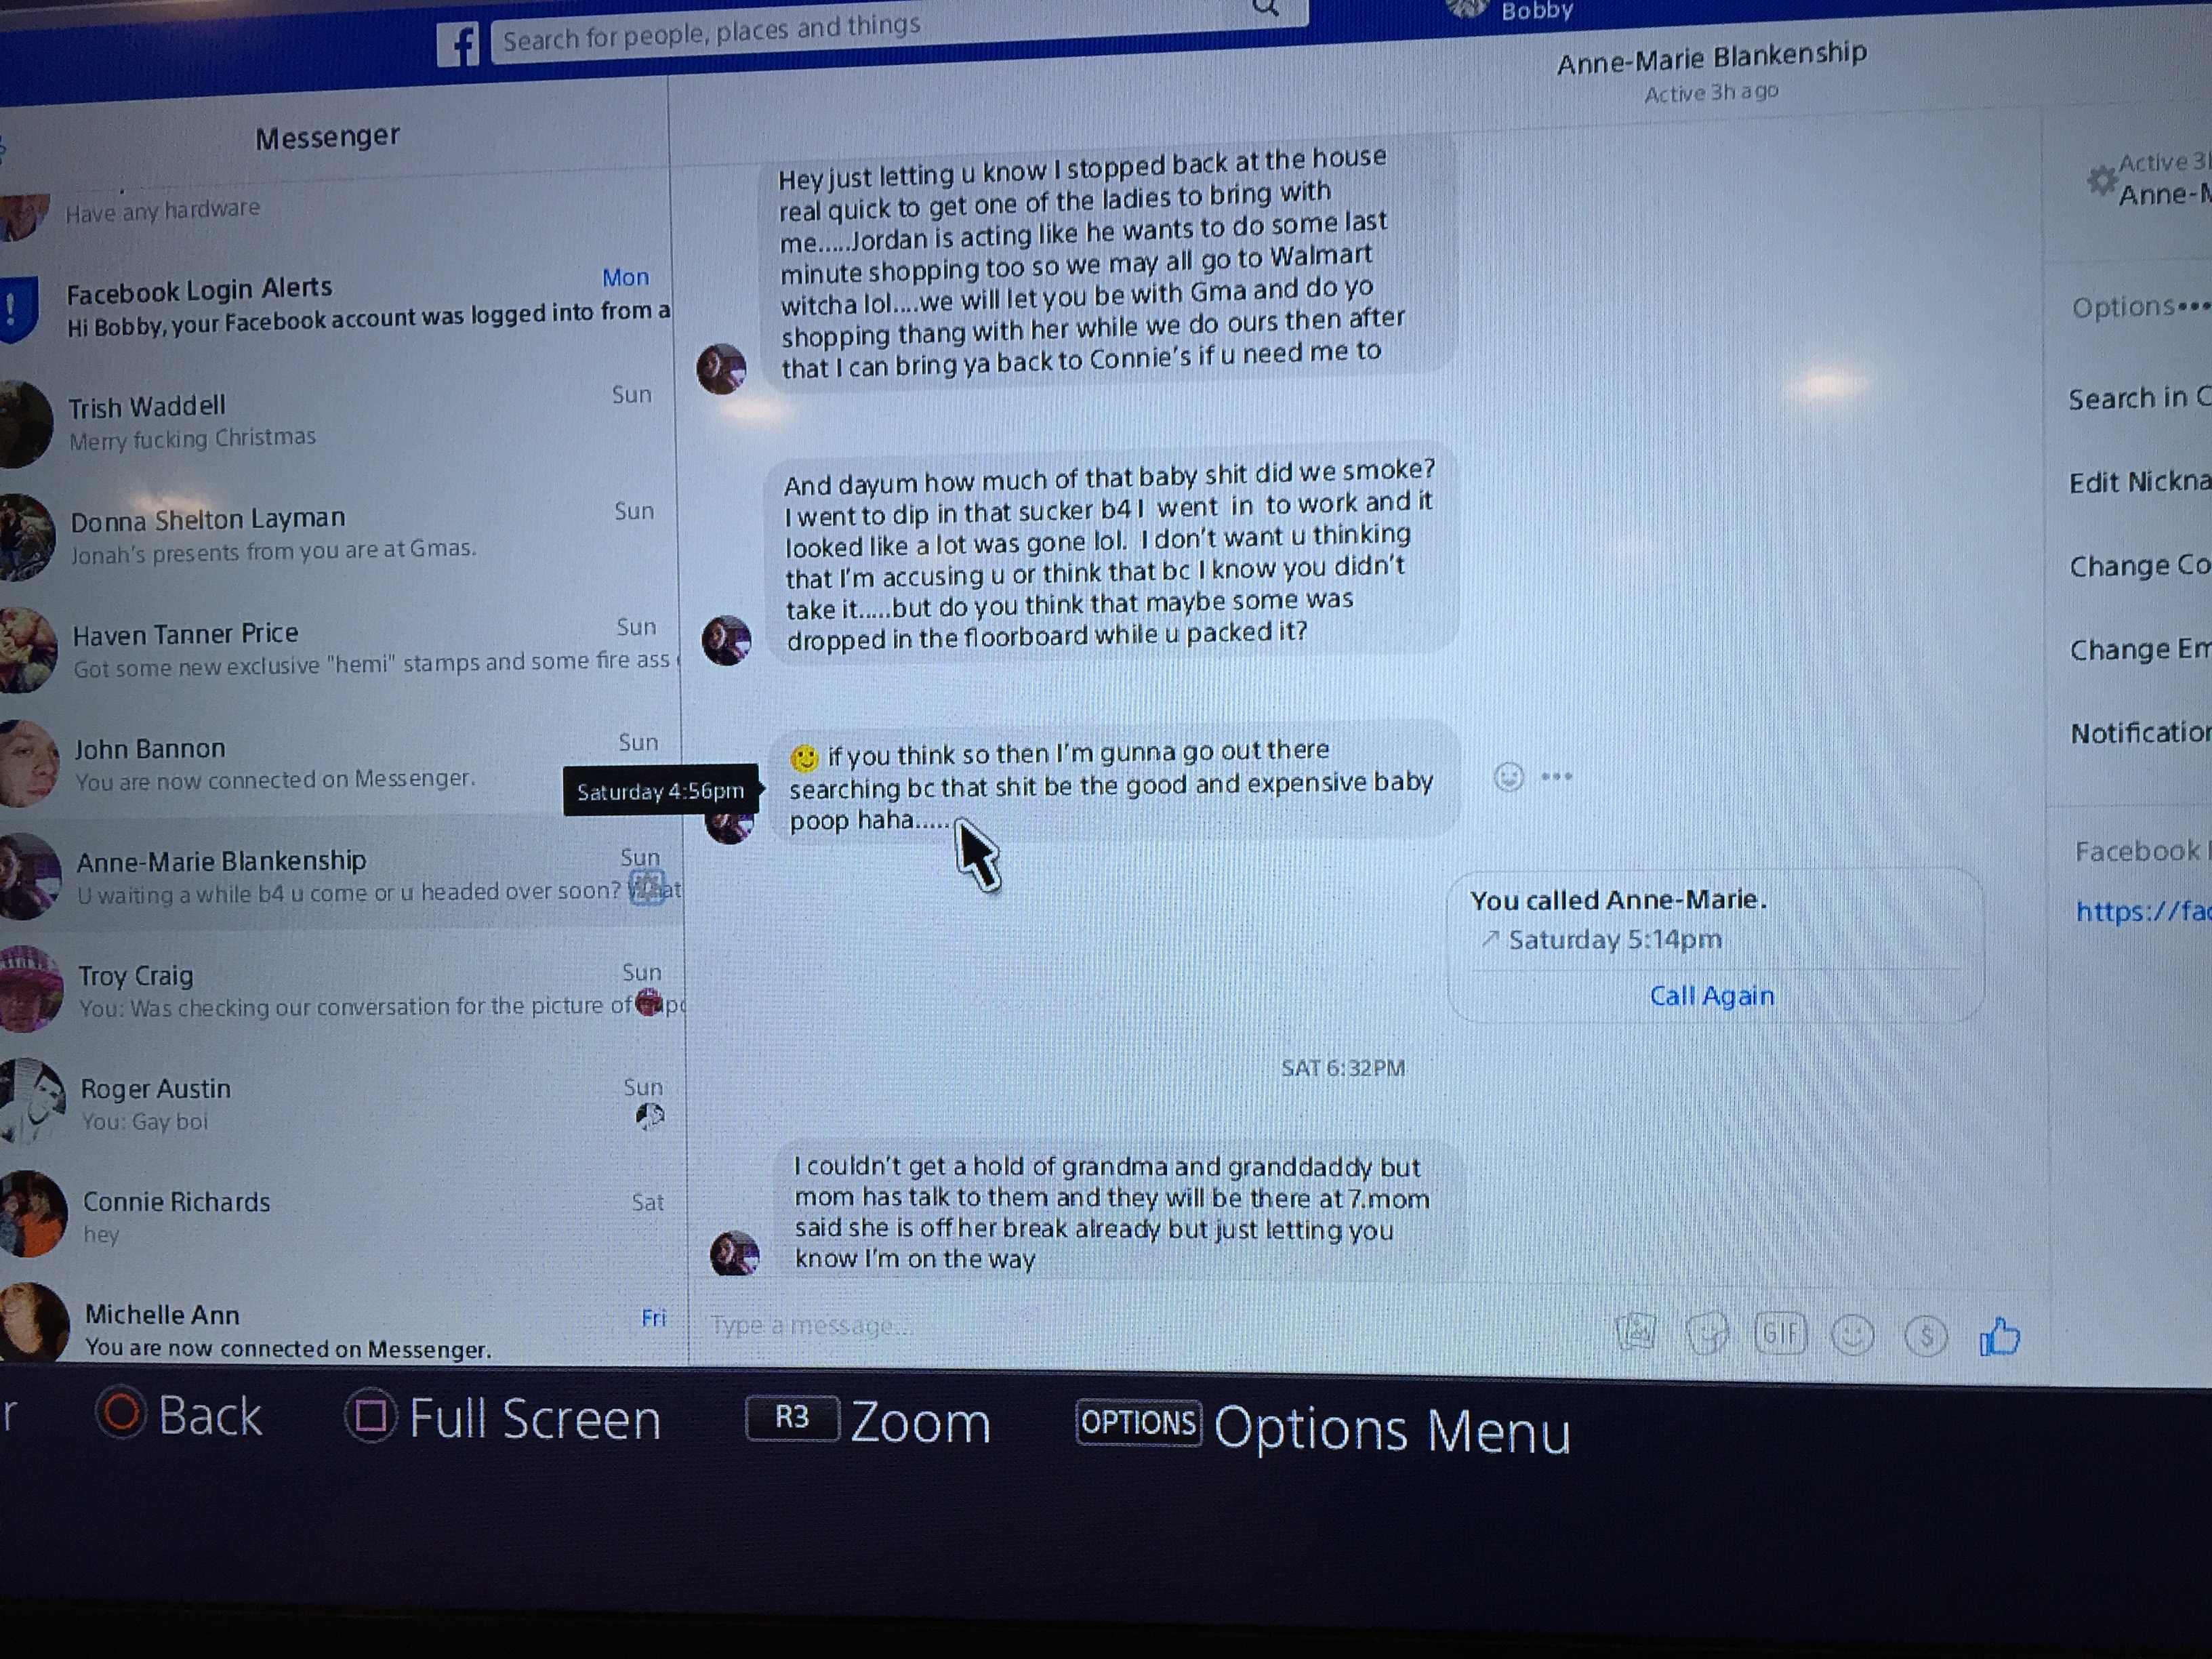 f
Search for people, places and things
Bobby
Messenger
Have any hardware
Facebook Login Alerts
Mon
Hi Bobby, your Facebook account was logged into from a
Trish Waddell
Sun
Merry fucking Christmas
Donna Shelton Layman
Sun
Jonah's presents from you are at Gmas.
Haven Tanner Price
Sun
Got some new exclusive "hemi" stamps and some fire ass
John Bannon
Sun
You are now connected on Messenger.
Anne-Marie Blankenship
Sun
U waiting a while b4 u come or u headed over soon?
Troy Craig
Sun
You: Was checking our conversation for the picture of
Roger Austin
Sun
You: Gay boi
Connie Richards
Sat
hey
Michelle Ann
Fri
You are now connected on Messenger.
Anne-Marie Blankenship
Active 3h ago
Hey just letting u know I stopped back at the house
real quick to get one of the ladies to bring with
me.....Jordan is acting like he wants to do some last
minute shopping too so we may all go to Walmart
witcha lol....we will let you be with Gma and do yo
shopping thang with her while we do ours then after
that I can bring ya back to Connie's if u need me to
And dayum how much of that baby shit did we smoke?
I went to dip in that sucker b4 I went in to work and it
looked like a lot was gone lol. I don't want u thinking
that I'm accusing u or think that bc I know you didn't
take it.....but do you think that maybe some was
dropped in the floorboard while u packed it?
Saturday 4:56pm
🙂 if you think so then I'm gunna go out there
searching bc that shit be the good and expensive baby
poop haha.....
You called Anne-Marie.
↗ Saturday 5:14pm
Call Again
SAT 6:32PM
I couldn't get a hold of grandma and granddaddy but
mom has talk to them and they will be there at 7.mom
said she is off her break already but just letting you
know I'm on the way
Type a message...
GIF
$
Active 3
Anne-M
Options•••
Search in C
Edit Nickna
Change Co
Change Em
Notification
Facebook
https://fac
r
Back
Full Screen
R3 Zoom
OPTIONS Options Menu